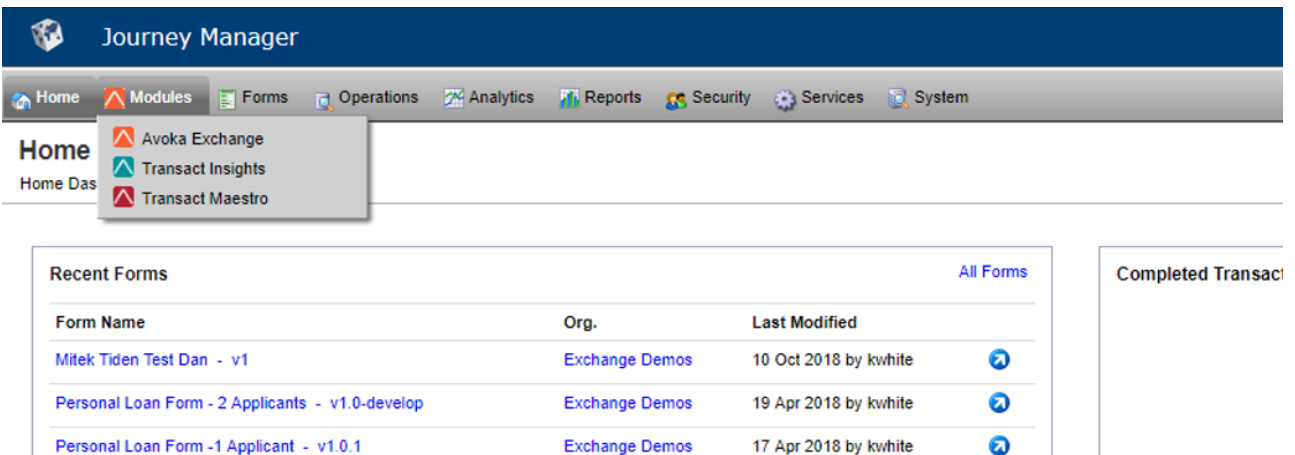 Journey Manager
Home Modules Forms Operations Analytics Reports Security Services System
Avoka Exchange
Home
Transact Insights
Home Das
Transact Maestro
Recent Forms All Forms Completed Transact
Form Name Org. Last Modified
Mitek Tiden Test Dan - v1 Exchange Demos 10 Oct 2018 by kwhite
Personal Loan Form - 2 Applicants - v1.0-develop Exchange Demos 19 Apr 2018 by kwhite
Personal Loan Form -1 Applicant - v1.0.1 Exchange Demos 17 Apr 2018 by kwhite